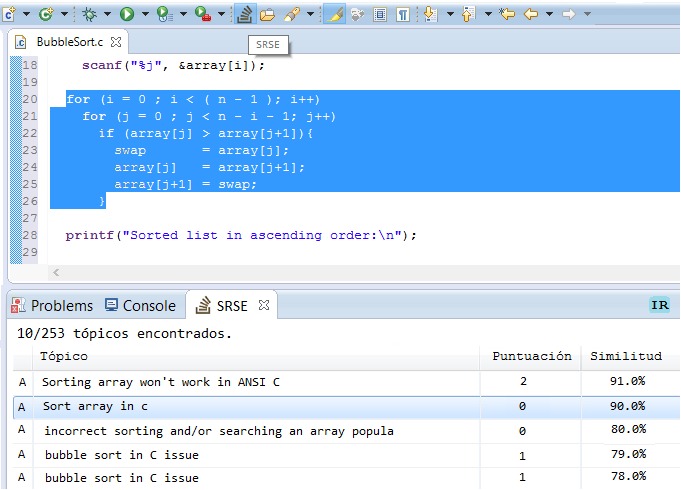 SRSE
BubbleSort.c
18 scanf("%j", &array[i]);
19
20 for (i = 0 ; i < ( n - 1 ); i++)
21 for (j = 0 ; j < n - i - 1; j++)
22 if (array[j] > array[j+1]){
23 swap = array[j];
24 array[j] = array[j+1];
25 array[j+1] = swap;
26 }
27
28 printf("Sorted list in ascending order:\n");
29
Problems Console SRSE IR
10/253 tópicos encontrados.
Tópico Puntuación Similitud
A Sorting array won't work in ANSI C 2 91.0%
A Sort array in c 0 90.0%
A incorrect sorting and/or searching an array popula 0 80.0%
A bubble sort in C issue 1 79.0%
A bubble sort in C issue 1 78.0%